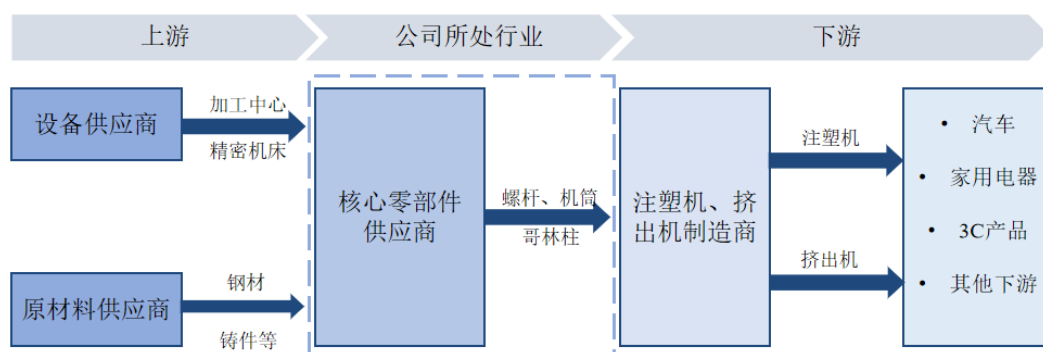 上游
公司所处行业
下游
设备供应商
加工中心
精密机床
原材料供应商
钢材
铸件等
核心零部件
供应商
螺杆、机筒
哥林柱
注塑机、挤
出机制造商
注塑机
挤出机
• 汽车
• 家用电器
• 3C产品
• 其他下游